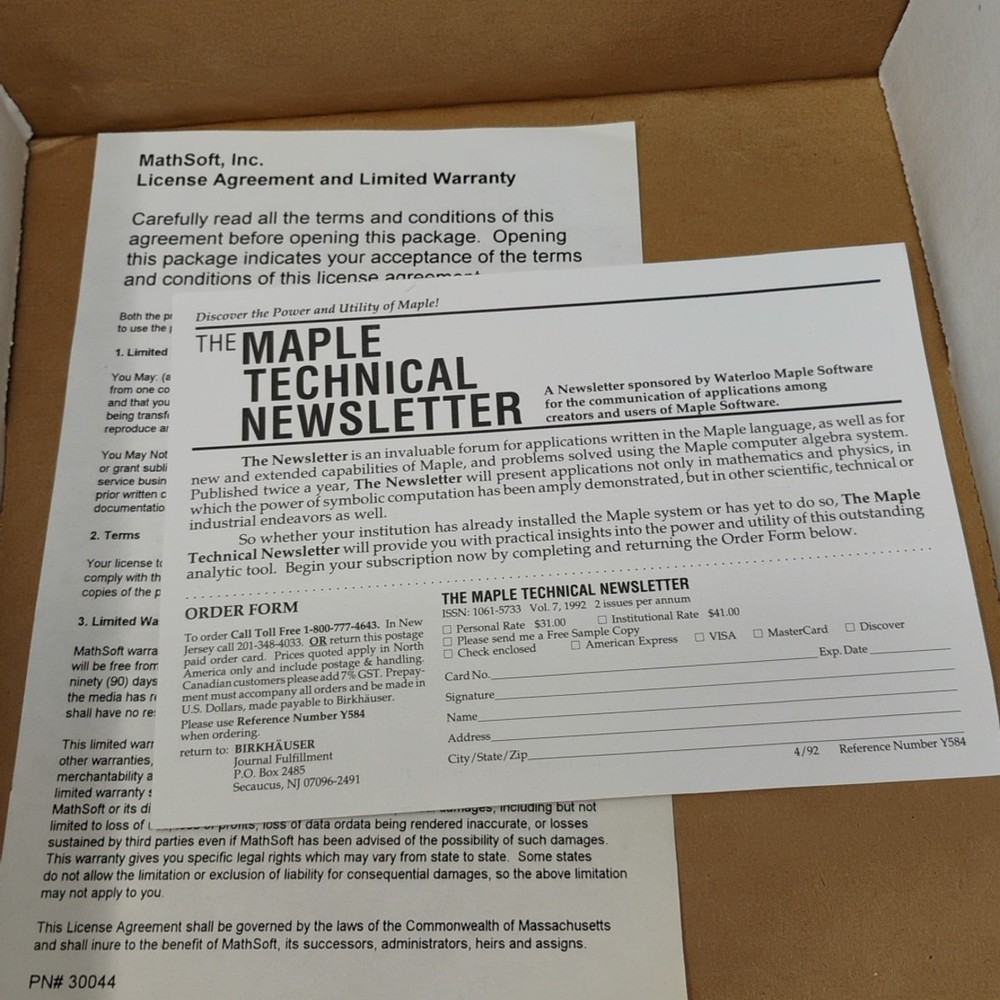 MathSoft, Inc.
License Agreement and Limited Warranty
Carefully read all the terms and conditions of this
agreement before opening this package. Opening
this package indicates your acceptance of the terms
and conditions of this license agreement.
Both the
to use the
1. Limited
You May: (a
from one co
and that you
being transf
reproduce a
You May Not
or grant subli
service busin
prior written c
documentatio
2. Terms
Your license t
comply with th
copies of the p
3. Limited Wa
MathSoft warra
will be free from
ninety (90) days
the media has r
shall have no re
This limited warr
other warranties,
merchantability a
limited warranty
MathSoft or its di
damages, including but not
limited to loss of profits, loss of data ordata being rendered inaccurate, or losses
sustained by third parties even if MathSoft has been advised of the possibility of such damages.
This warranty gives you specific legal rights which may vary from state to state. Some states
do not allow the limitation or exclusion of liability for consequential damages, so the above limitation
may not apply to you.
This License Agreement shall be governed by the laws of the Commonwealth of Massachusetts
and shall inure to the benefit of MathSoft, its successors, administrators, heirs and assigns.
PN# 30044
Discover the Power and Utility of Maple!
THE MAPLE
TECHNICAL
NEWSLETTER
A Newsletter sponsored by Waterloo Maple Software
for the communication of applications among
creators and users of Maple Software.
The Newsletter is an invaluable forum for applications written in the Maple language, as well as for
new and extended capabilities of Maple, and problems solved using the Maple computer algebra system.
Published twice a year, The Newsletter will present applications not only in mathematics and physics, in
which the power of symbolic computation has been amply demonstrated, but in other scientific, technical or
industrial endeavors as well.
So whether your institution has already installed the Maple system or has yet to do so, The Maple
Technical Newsletter will provide you with practical insights into the power and utility of this outstanding
analytic tool. Begin your subscription now by completing and returning the Order Form below.
ORDER FORM
To order Call Toll Free 1-800-777-4643. In New
Jersey call 201-348-4033. OR return this postage
paid order card. Prices quoted apply in North
America only and include postage & handling.
Canadian customers please add 7% GST. Prepay-
ment must accompany all orders and be made in
U.S. Dollars, made payable to Birkhäuser.
Please use Reference Number Y584
when ordering.
return to: BIRKHÄUSER
Journal Fulfillment
P.O. Box 2485
Secaucus, NJ 07096-2491
THE MAPLE TECHNICAL NEWSLETTER
ISSN: 1061-5733 Vol. 7, 1992 2 issues per annum
☐ Personal Rate $31.00 ☐ Institutional Rate $41.00
☐ Please send me a Free Sample Copy
☐ Check enclosed ☐ American Express ☐ VISA ☐ MasterCard ☐ Discover
Card No. Exp. Date
Signature
Name
Address
City/State/Zip
4/92 Reference Number Y584